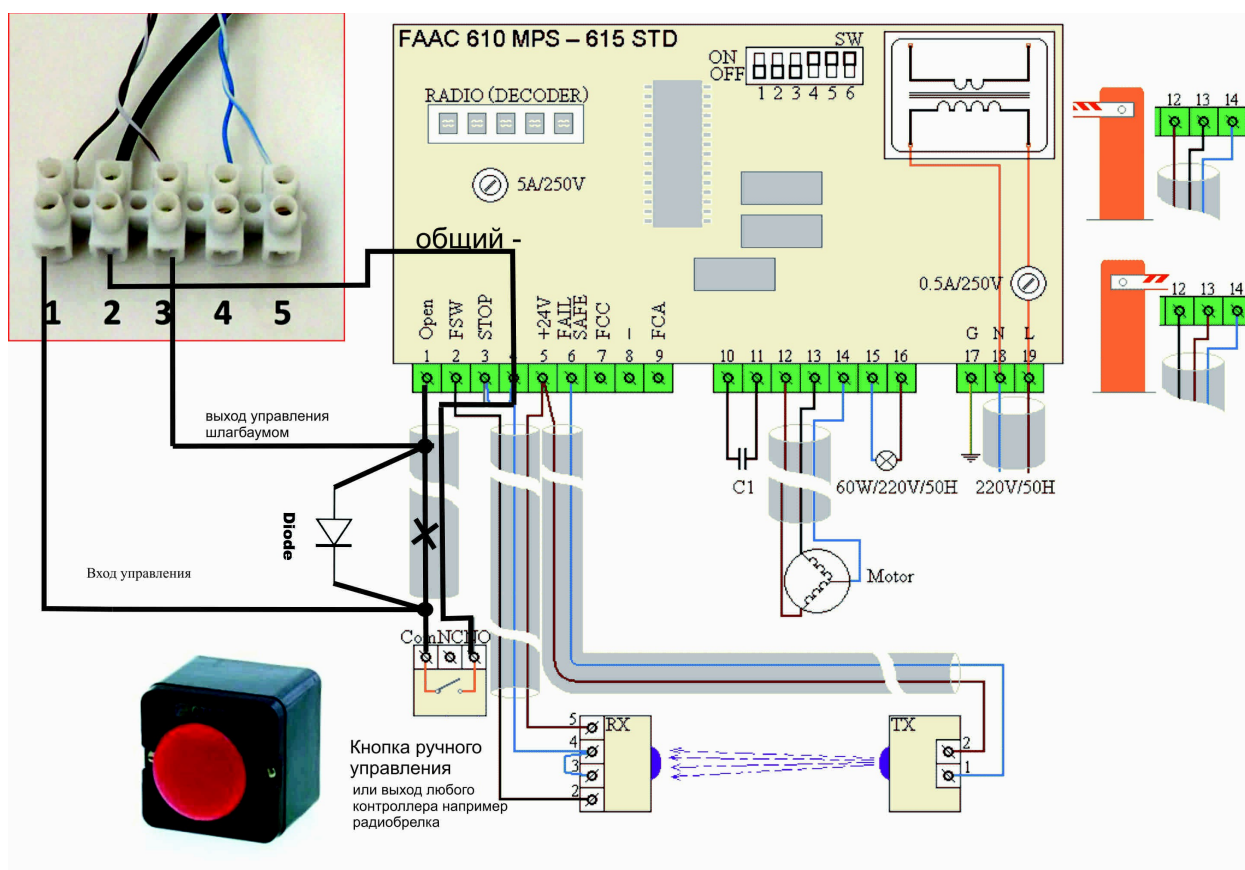 FAAC 610 MPS – 615 STD
SW
ON
OFF
1 2 3 4 5 6
RADIO (DECODER)
5A/250V
общий -
0.5A/250V
1 2 3 4 5
Open FSW STOP +24V FAIL SAFE FCC – FCA
G N L
1 2 3 4 5 6 7 8 9
10 11 12 13 14 15 16
17 18 19
12 13 14
12 13 14
выход управления
шлагбаумом
C1
60W/220V/50H
220V/50H
Diode
Вход управления
Motor
Com NC NO
RX
5
4
3
2
TX
2
1
Кнопка ручного
управления
или выход любого
контроллера например
радиобрелка